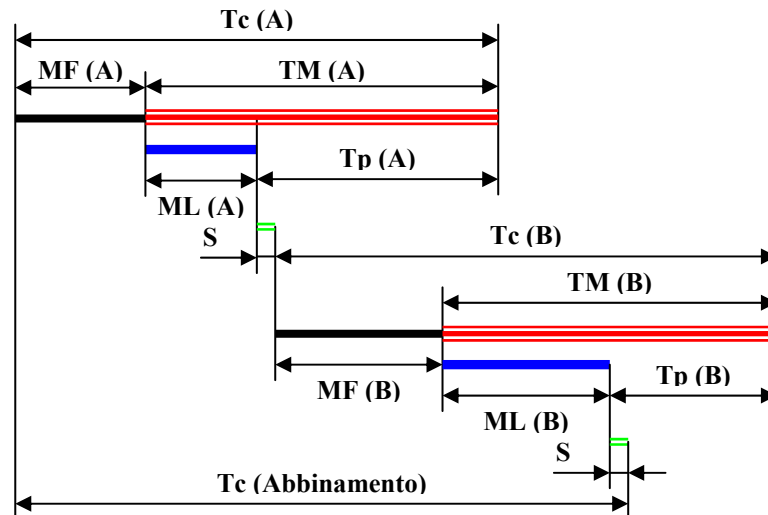 Tc (A)
MF (A) TM (A)
Tp (A)
ML (A)
S Tc (B)
TM (B)
MF (B) Tp (B)
ML (B)
S
Tc (Abbinamento)